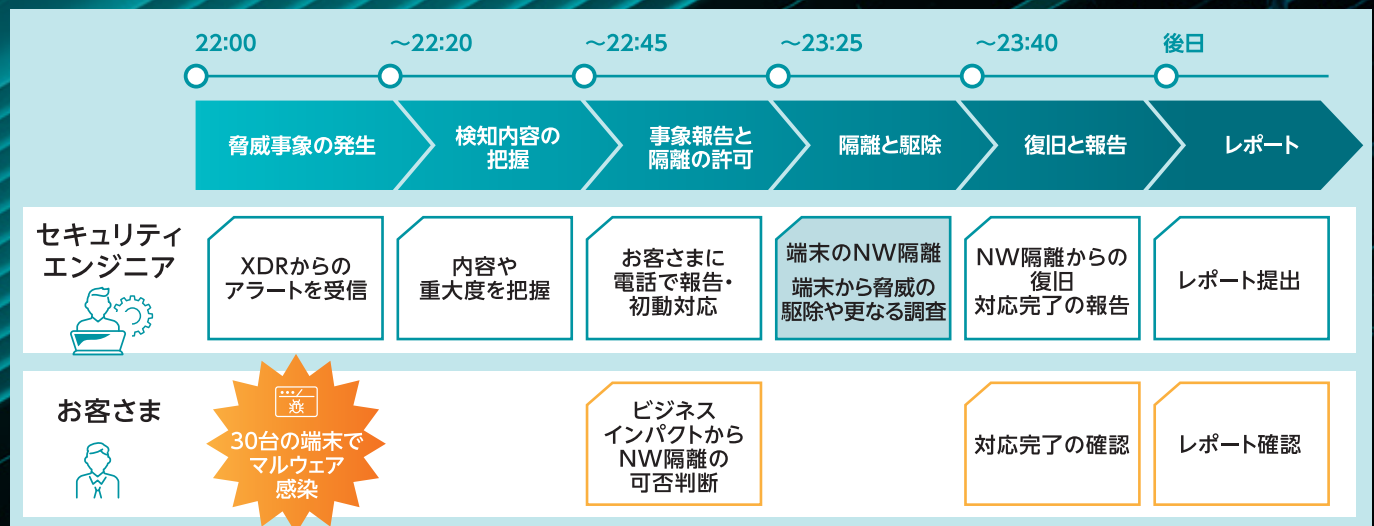 22:00
～22:20
～22:45
～23:25
～23:40
後日
脅威事象の発生
検知内容の
把握
事象報告と
隔離の許可
隔離と駆除
復旧と報告
レポート
セキュリティ
エンジニア
XDRからの
アラートを受信
内容や
重大度を把握
お客さまに
電話で報告・
初動対応
端末のNW隔離
端末から脅威の
駆除や更なる調査
NW隔離からの
復旧
対応完了の報告
レポート提出
お客さま
30台の端末で
マルウェア
感染
ビジネス
インパクトから
NW隔離の
可否判断
対応完了の確認
レポート確認